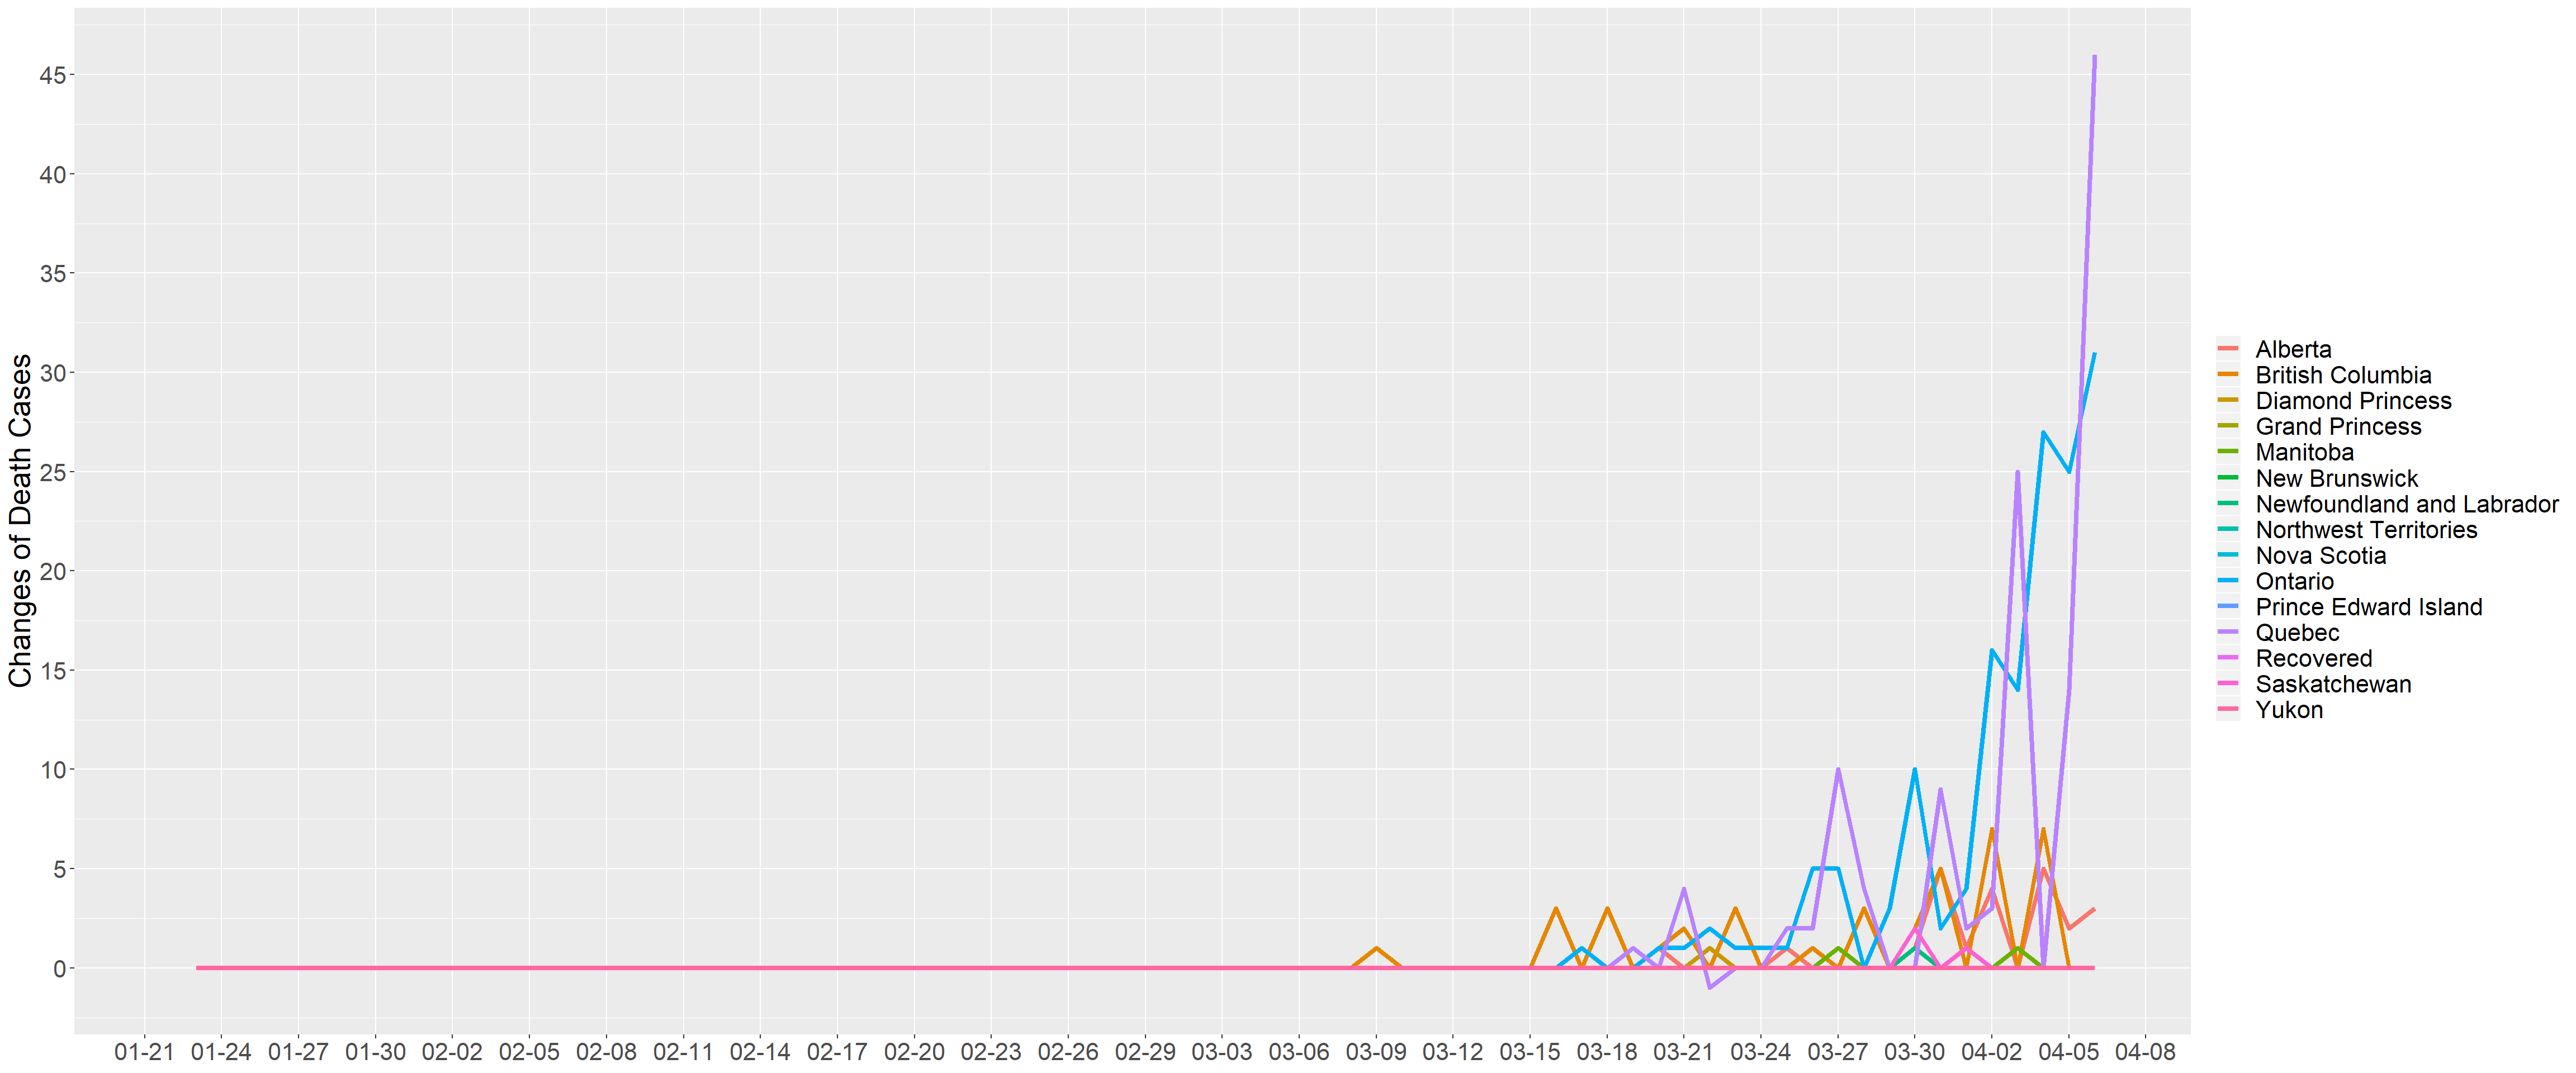 Changes of Death Cases
45
40
35
30
25
20
15
10
5
0
01-21 01-24 01-27 01-30 02-02 02-05 02-08 02-11 02-14 02-17 02-20 02-23 02-26 02-29 03-03 03-06 03-09 03-12 03-15 03-18 03-21 03-24 03-27 03-30 04-02 04-05 04-08
Alberta
British Columbia
Diamond Princess
Grand Princess
Manitoba
New Brunswick
Newfoundland and Labrador
Northwest Territories
Nova Scotia
Ontario
Prince Edward Island
Quebec
Recovered
Saskatchewan
Yukon